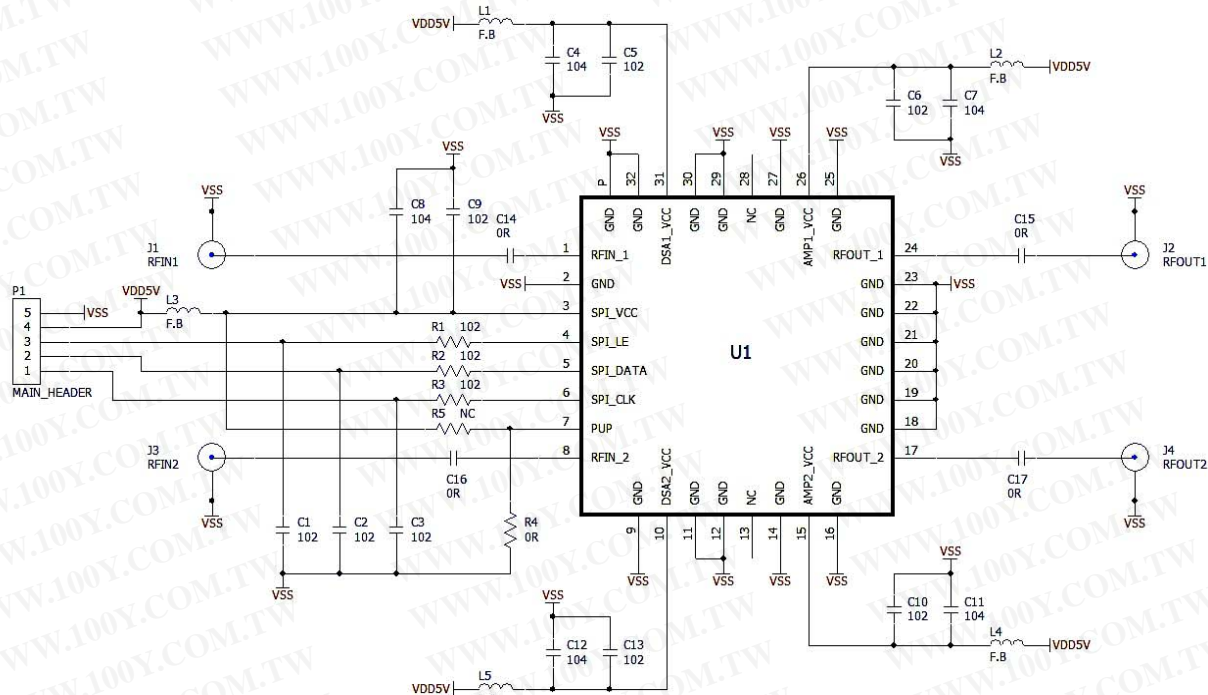 L1
VDD5V
F.B
C4
104
C5
102
VSS
L2
VDD5V
F.B
C6
102
C7
104
VSS
VSS
VSS
VSS
VSS
P
32
31
30
29
28
27
26
25
GND
GND
DSA1_VCC
GND
GND
NC
GND
AMP1_VCC
GND
VSS
C8
104
C9
102
VSS
J1
RFIN1
C14
0R
1
RFIN_1
VSS
2
GND
3
SPI_VCC
4
SPI_LE
5
SPI_DATA
6
SPI_CLK
7
PUP
8
RFIN_2
U1
RFOUT_1
24
GND
23
VSS
GND
22
GND
21
GND
20
GND
19
GND
18
RFOUT_2
17
C15
0R
VSS
J2
RFOUT1
P1
5
4
3
2
1
MAIN_HEADER
VSS
VDD5V
L3
F.B
R1
102
R2
102
R3
102
R5
NC
J3
RFIN2
VSS
C16
0R
C17
0R
J4
RFOUT2
VSS
C1
102
C2
102
C3
102
R4
0R
VSS
GND
DSA2_VCC
GND
GND
NC
GND
AMP2_VCC
GND
9
10
11
12
13
14
15
16
VSS
VSS
VSS
VSS
VSS
C12
104
C13
102
VDD5V
L5
VSS
C10
102
C11
104
L4
F.B
VDD5V
WWW.100Y.COM.TW